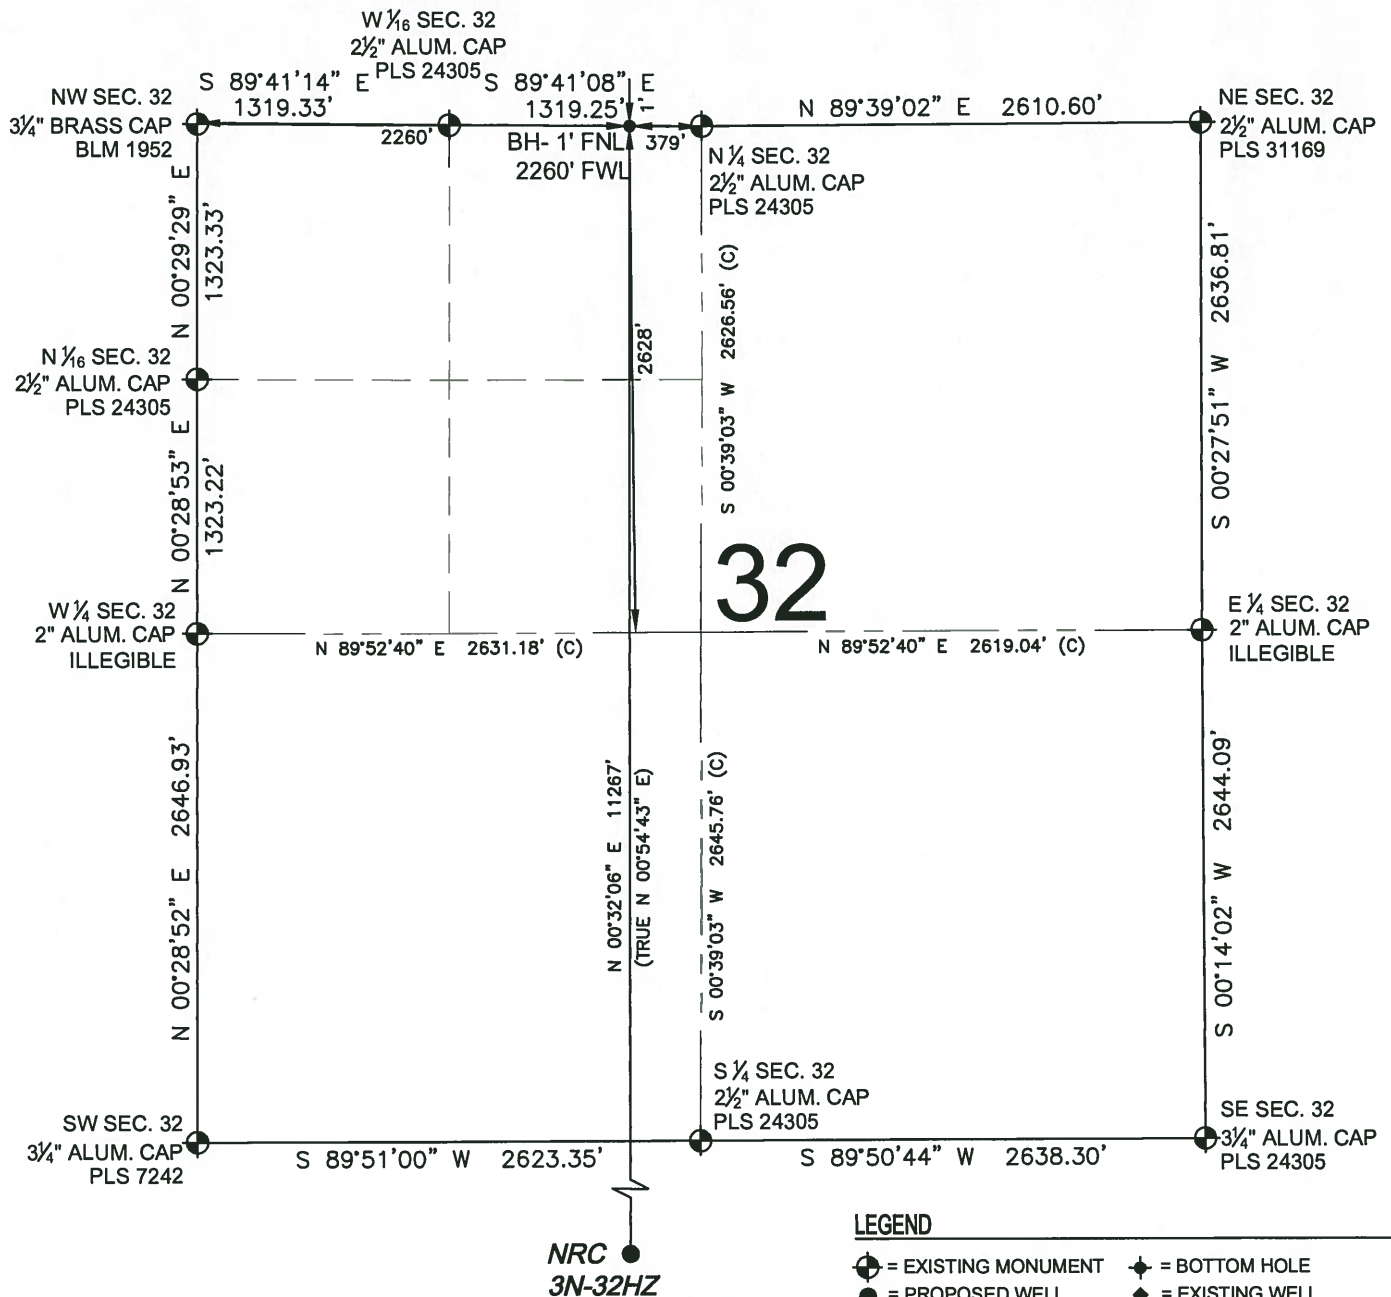 W 1⁄16 SEC. 32
2½" ALUM. CAP
PLS 24305
S 89°41'14" E
1319.33'
S 89°41'08" E
1319.25'
1'
N 89°39'02" E 2610.60'
NW SEC. 32
3¼" BRASS CAP
BLM 1952
NE SEC. 32
2½" ALUM. CAP
PLS 31169
2260'
BH- 1' FNL
2260' FWL
379'
N ¼ SEC. 32
2½" ALUM. CAP
PLS 24305
N 00°29'29" E
1323.33'
2628'
S 00°39'03" W 2626.56' (C)
S 00°27'51" W 2636.81'
N 1⁄16 SEC. 32
2½" ALUM. CAP
PLS 24305
N 00°28'53" E
1323.22'
32
W ¼ SEC. 32
2" ALUM. CAP
ILLEGIBLE
N 89°52'40" E 2631.18' (C)
N 89°52'40" E 2619.04' (C)
E ¼ SEC. 32
2" ALUM. CAP
ILLEGIBLE
N 00°28'52" E 2646.93'
N 00°32'06" E 11267'
(TRUE N 00°54'43" E)
S 00°39'03" W 2645.76' (C)
S 00°14'02" W 2644.09'
SW SEC. 32
3¼" ALUM. CAP
PLS 7242
S 89°51'00" W 2623.35'
S ¼ SEC. 32
2½" ALUM. CAP
PLS 24305
S 89°50'44" W 2638.30'
SE SEC. 32
3¼" ALUM. CAP
PLS 24305
NRC
3N-32HZ
LEGEND
= EXISTING MONUMENT
= BOTTOM HOLE
= PROPOSED WELL
= EXISTING WELL